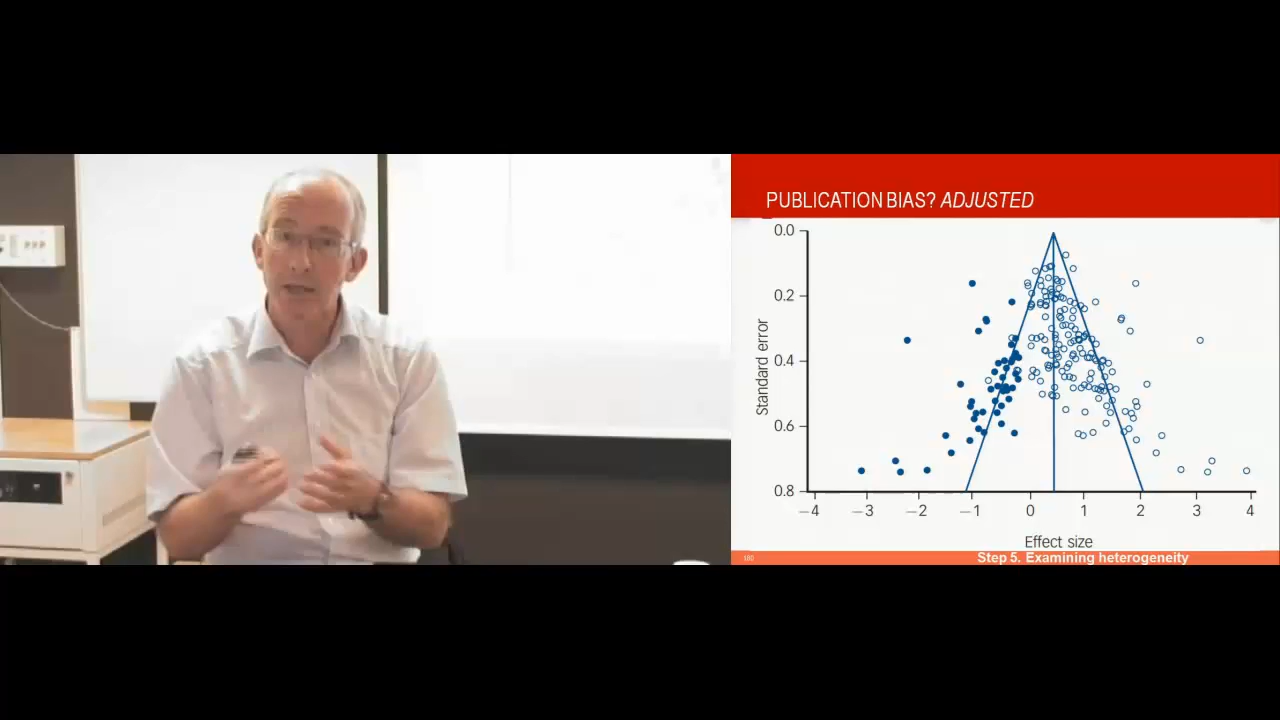 PUBLICATION BIAS? ADJUSTED
0.0
0.2
0.4
0.6
0.8
Standard error
−4 −3 −2 −1 0 1 2 3 4
Effect size
180 Step 5. Examining heterogeneity